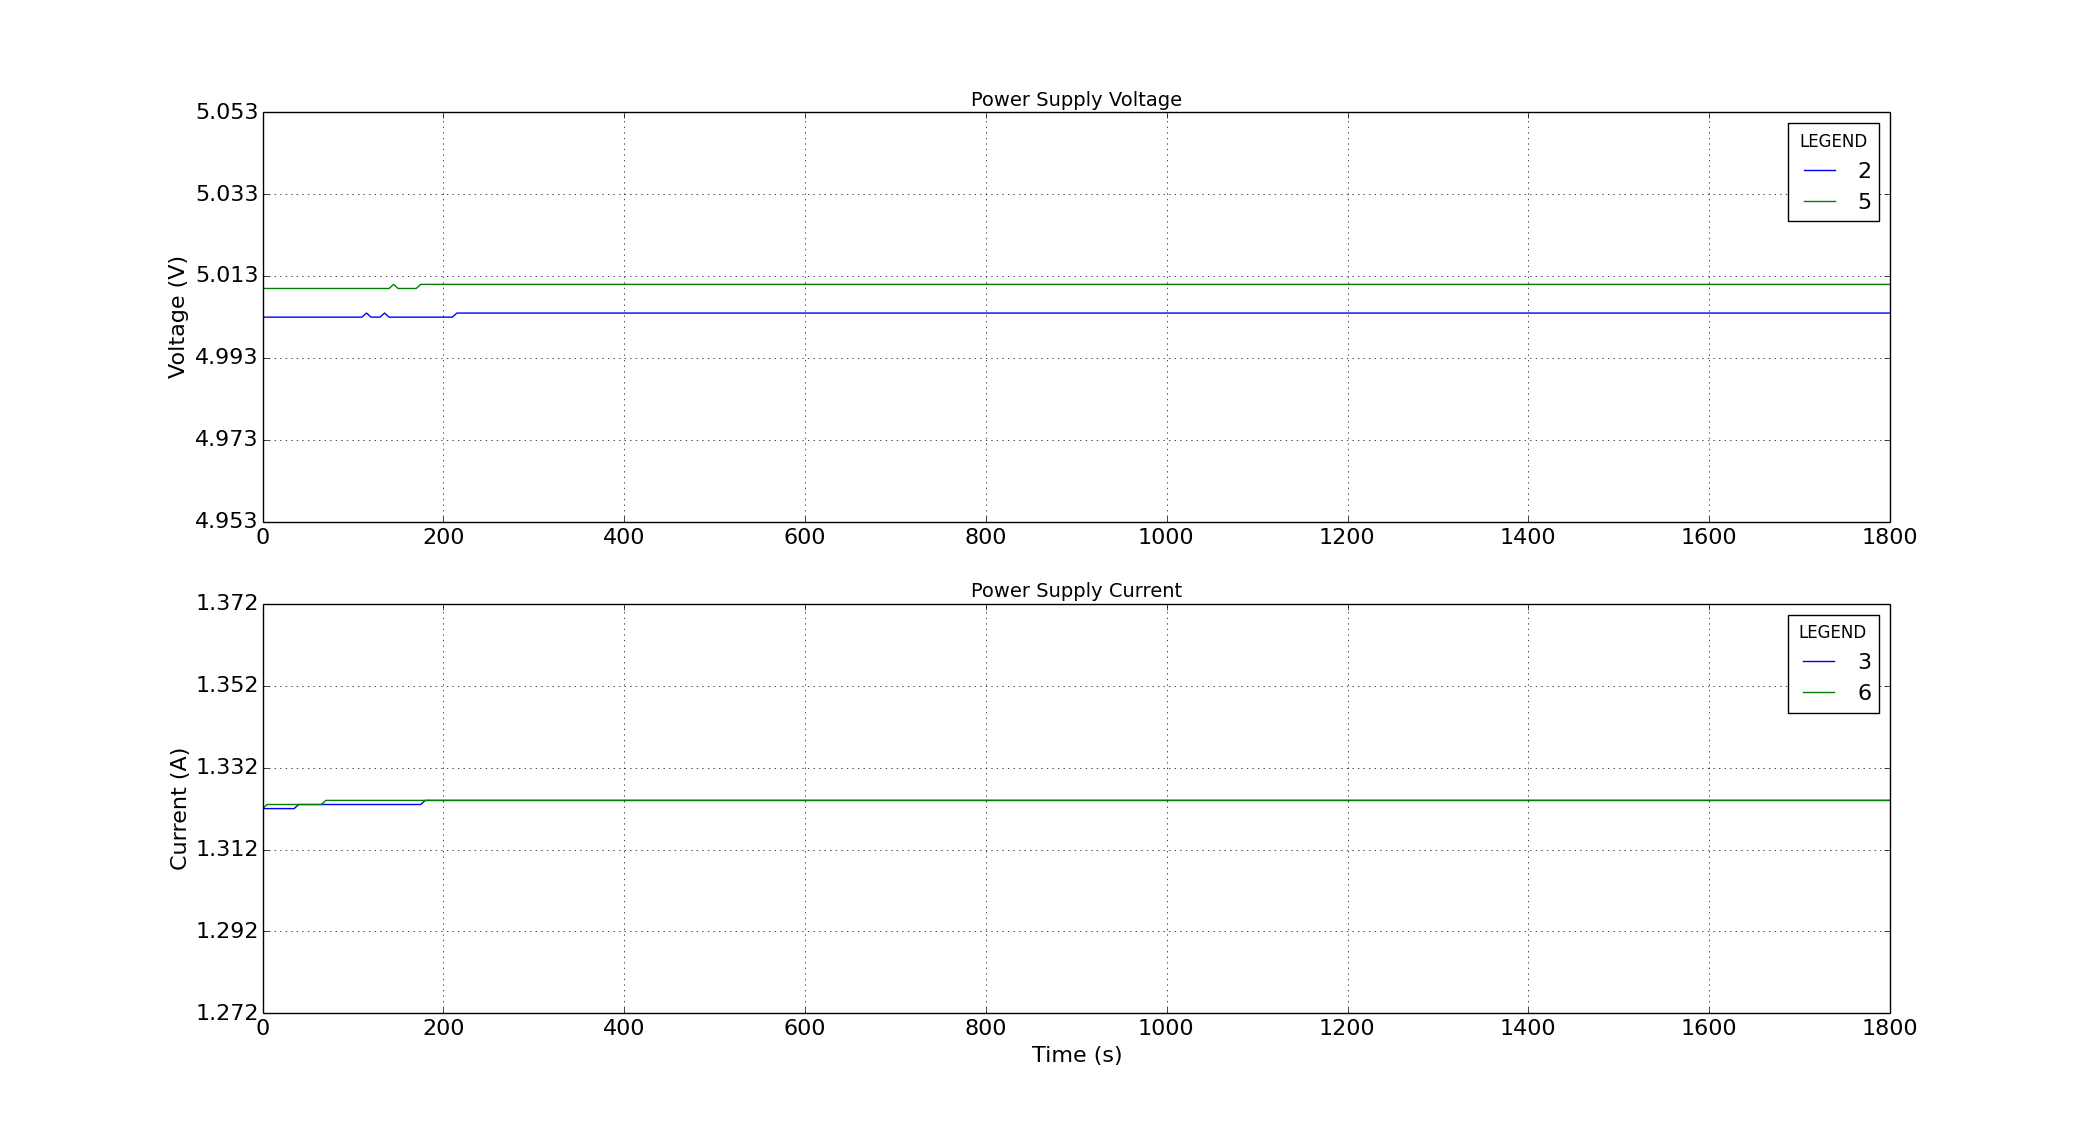 Power Supply Voltage
5.053
5.033
5.013
4.993
4.973
4.953
Voltage (V)
LEGEND
2
5
0 200 400 600 800 1000 1200 1400 1600 1800
Power Supply Current
1.372
1.352
1.332
1.312
1.292
1.272
Current (A)
LEGEND
3
6
0 200 400 600 800 1000 1200 1400 1600 1800
Time (s)